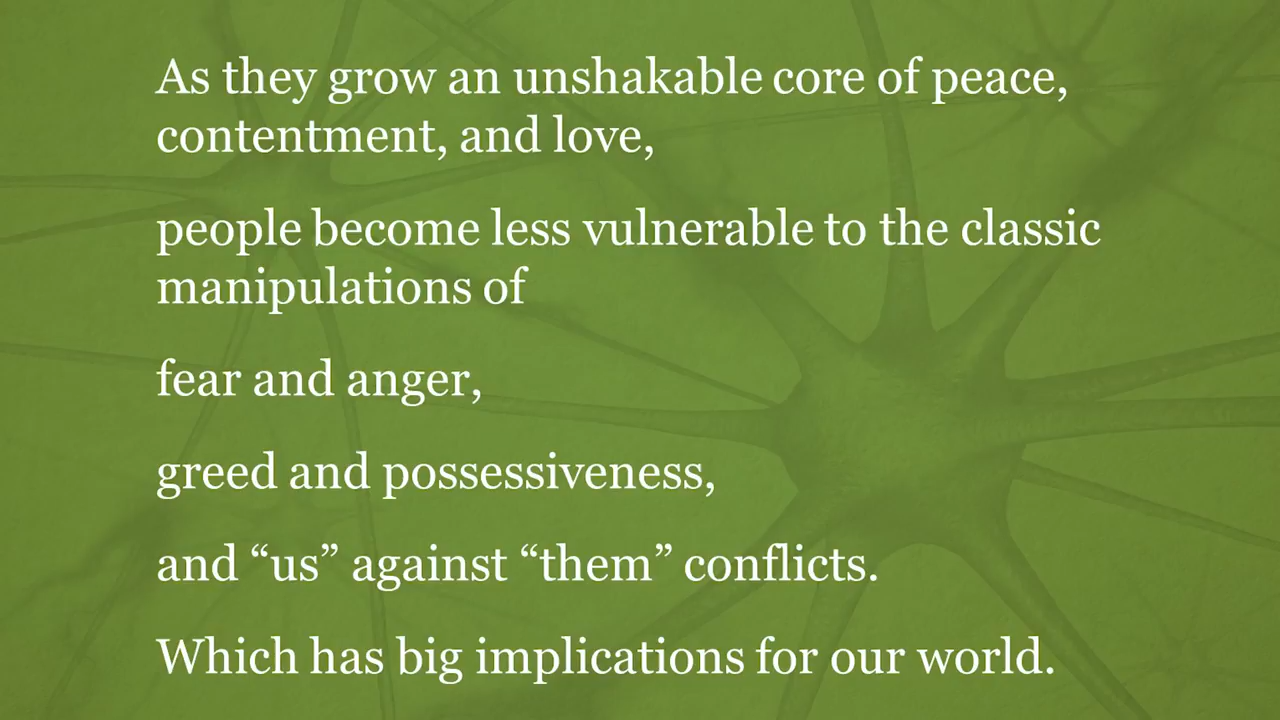 As they grow an unshakable core of peace,
contentment, and love,
people become less vulnerable to the classic
manipulations of
fear and anger,
greed and possessiveness,
and “us” against “them” conflicts.
Which has big implications for our world.